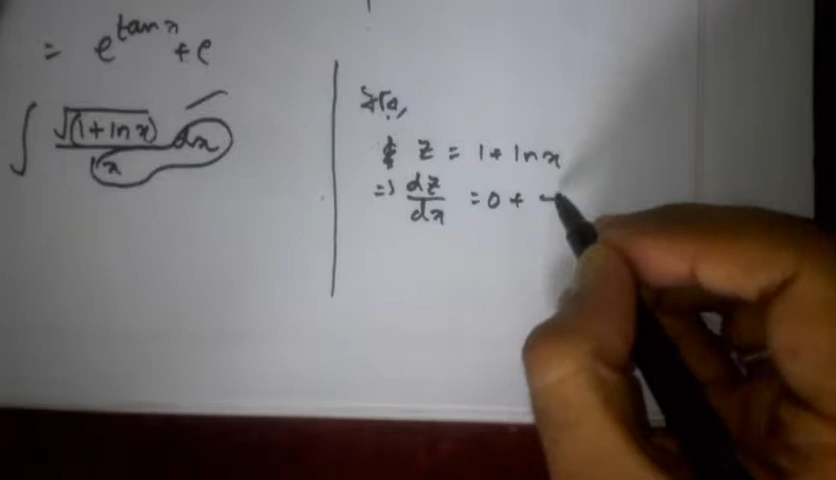 = e^{tan x} + c
∫ √(1 + ln x) / x dx
ধরি,
z = 1 + ln x
=> dz/dx = 0 +